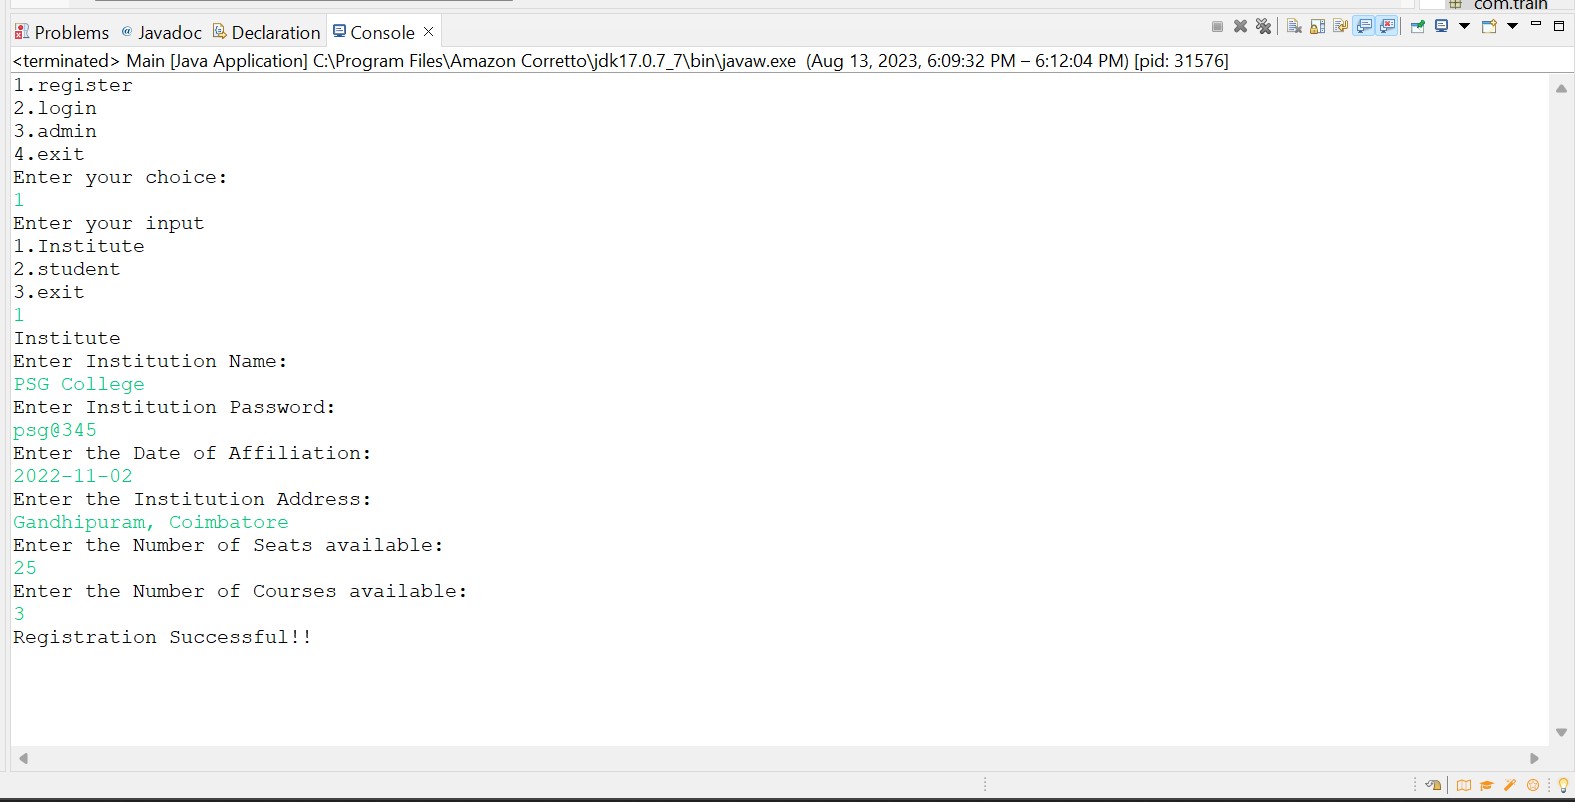 com.train
Problems @ Javadoc Declaration Console
<terminated> Main [Java Application] C:\Program Files\Amazon Corretto\jdk17.0.7_7\bin\javaw.exe (Aug 13, 2023, 6:09:32 PM – 6:12:04 PM) [pid: 31576]
1.register
2.login
3.admin
4.exit
Enter your choice:
1
Enter your input
1.Institute
2.student
3.exit
1
Institute
Enter Institution Name:
PSG College
Enter Institution Password:
psg@345
Enter the Date of Affiliation:
2022-11-02
Enter the Institution Address:
Gandhipuram, Coimbatore
Enter the Number of Seats available:
25
Enter the Number of Courses available:
3
Registration Successful!!